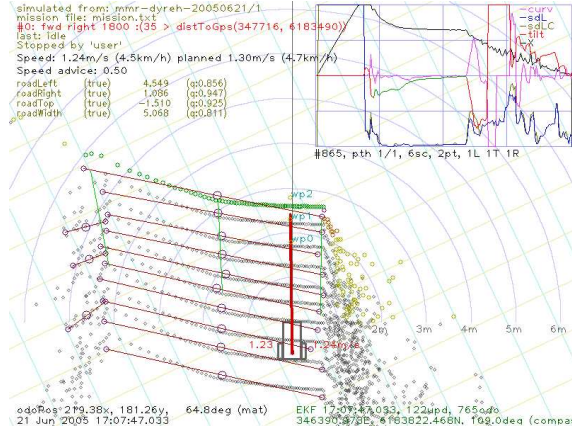 simulated from: mmr-dyreh-20050621/1
mission file: mission.txt
#0: fwd right 1800 :(35 > distToGps(347716, 6183490))
last: idle
Stopped by 'user'
Speed: 1.24m/s (4.5km/h) planned 1.30m/s (4.7km/h)
Speed advice: 0.50
roadLeft (true) 4.549 (q:0.856)
roadRight (true) 1.086 (q:0.947)
roadTop (true) -1.510 (q:0.925)
roadWidth (true) 5.068 (q:0.811)
curv
sdL
sdLC
tilt
X
#865, pth 1/1, 6sc, 2pt, 1L 1T 1R
wp2
wp1
wp0
2m 3m 4m 5m 6m
1.23 1.24m/s
odoPos 219.38x, 181.26y, 64.8deg (mat)
21 Jun 2005 17:07:47.033
EKF 17:07:47.033, 122upd, 765odo
109.0deg (compas